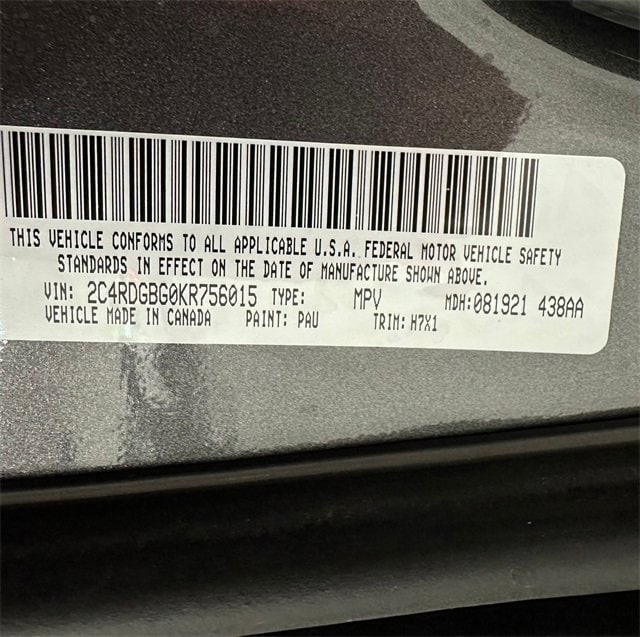 THIS VEHICLE CONFORMS TO ALL APPLICABLE U.S.A. FEDERAL MOTOR VEHICLE SAFETY
STANDARDS IN EFFECT ON THE DATE OF MANUFACTURE SHOWN ABOVE.
VIN: 2C4RDGBG0KR756015 TYPE: MPV MDH:081921 438AA
VEHICLE MADE IN CANADA PAINT: PAU TRIM: H7X1